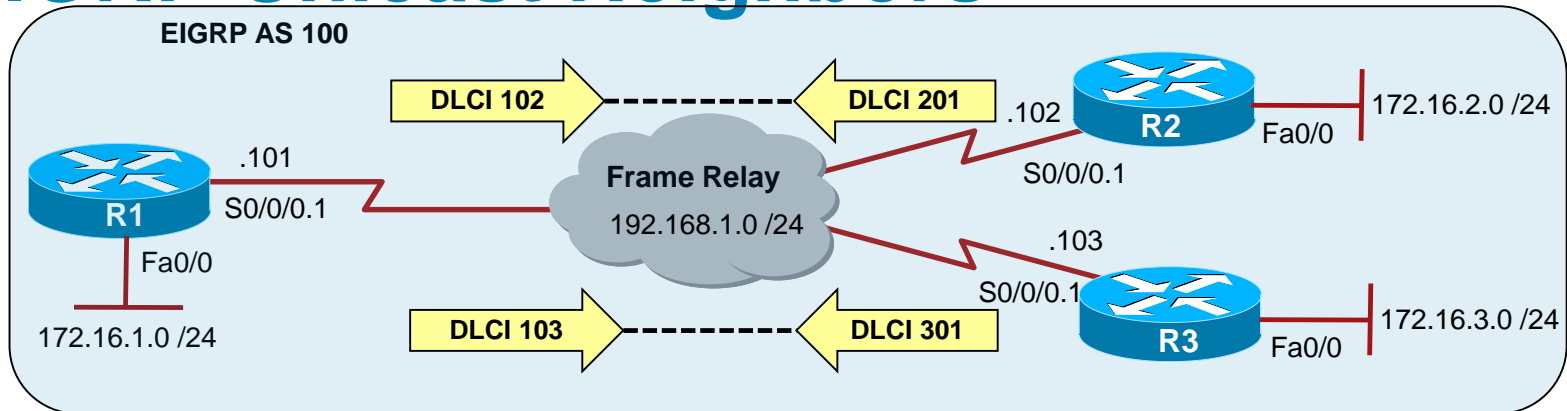 EIGRP AS 100
DLCI 102
DLCI 201
.102
R2
172.16.2.0 /24
Fa0/0
S0/0/0.1
.101
R1
S0/0/0.1
Fa0/0
172.16.1.0 /24
Frame Relay
192.168.1.0 /24
.103
S0/0/0.1
DLCI 103
DLCI 301
R3
172.16.3.0 /24
Fa0/0